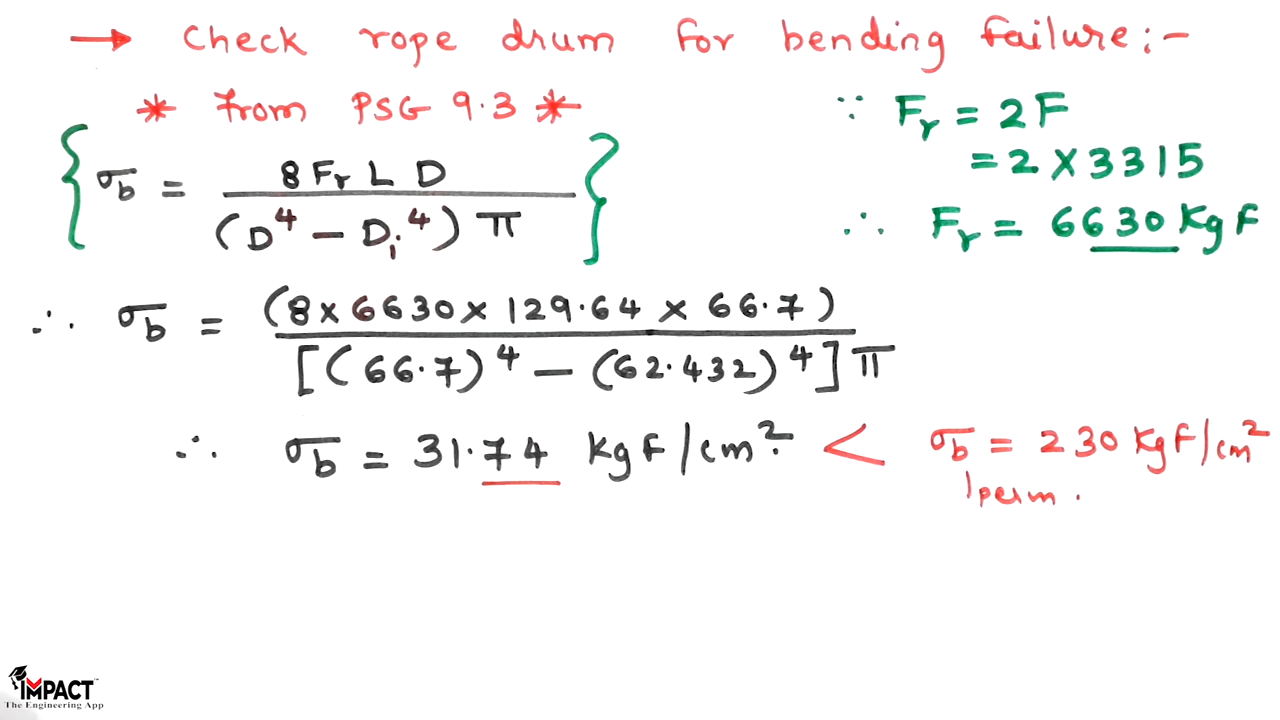 → Check rope drum for bending failure:-
* From PSG 9.3 *
{ σb = 8 Fr L D / (D⁴ − Di⁴) π }
∵ Fr = 2F
= 2 × 3315
∴ Fr = 6630 Kgf
∴ σb = (8 × 6630 × 129.64 × 66.7) / [(66.7)⁴ − (62.432)⁴] π
∴ σb = 31.74 kgf/cm². < σb|perm. = 230 kgf/cm²
IMPACT™
The Engineering App